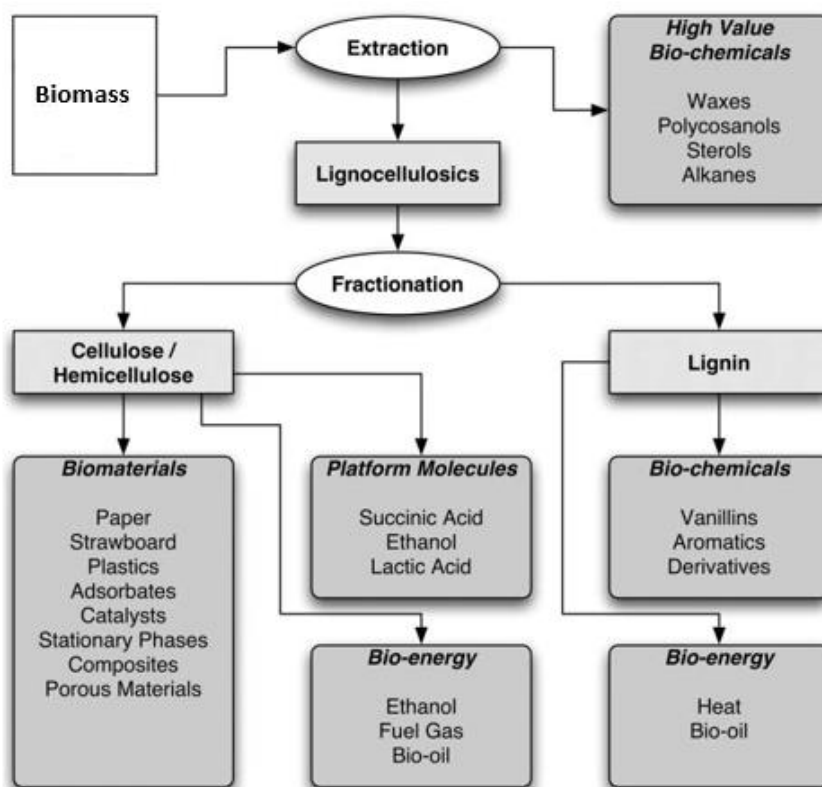 Biomass
Extraction
High Value
Bio-chemicals
Waxes
Polycosanols
Sterols
Alkanes
Lignocellulosics
Fractionation
Cellulose /
Hemicellulose
Lignin
Biomaterials
Paper
Strawboard
Plastics
Adsorbates
Catalysts
Stationary Phases
Composites
Porous Materials
Platform Molecules
Succinic Acid
Ethanol
Lactic Acid
Bio-chemicals
Vanillins
Aromatics
Derivatives
Bio-energy
Ethanol
Fuel Gas
Bio-oil
Bio-energy
Heat
Bio-oil